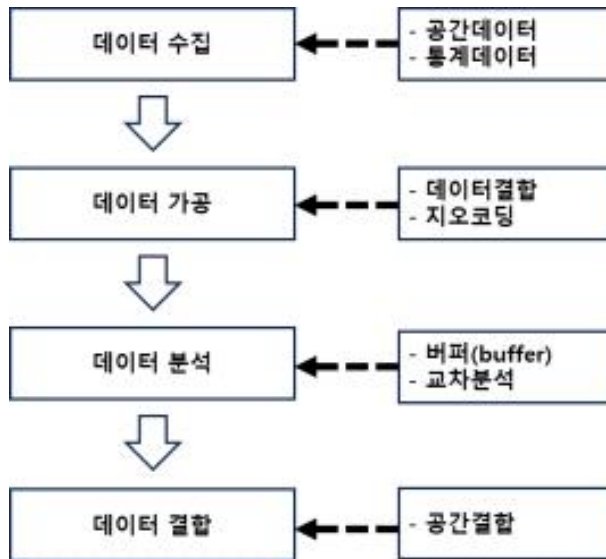 데이터 수집
- 공간데이터
- 통계데이터
데이터 가공
- 데이터결합
- 지오코딩
데이터 분석
- 버퍼(buffer)
- 교차분석
데이터 결합
- 공간결합